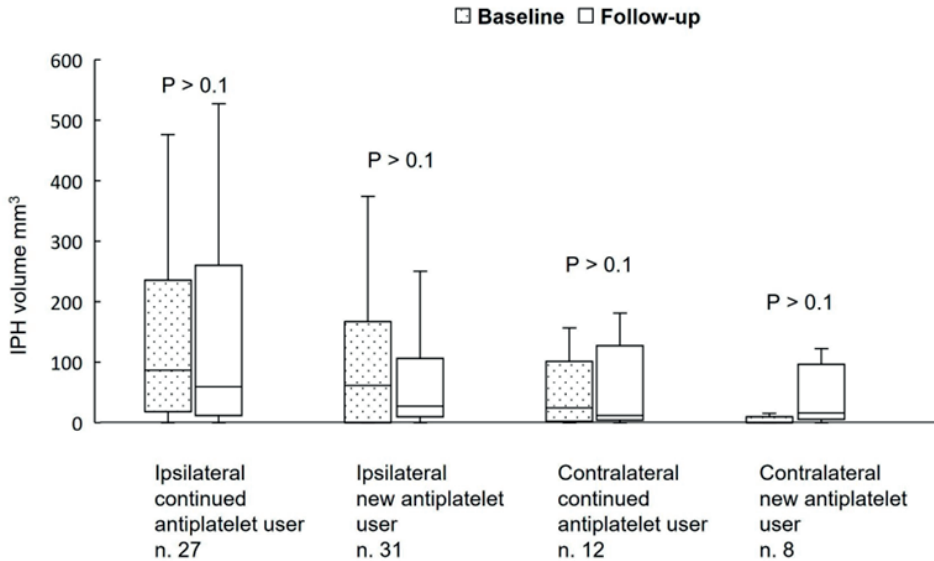 Baseline Follow-up
600
500
400
300
200
100
0
IPH volume mm³
P > 0.1
P > 0.1
P > 0.1
P > 0.1
Ipsilateral
continued
antiplatelet user
n. 27
Ipsilateral
new antiplatelet
user
n. 31
Contralateral
continued
antiplatelet user
n. 12
Contralateral
new antiplatelet
user
n. 8